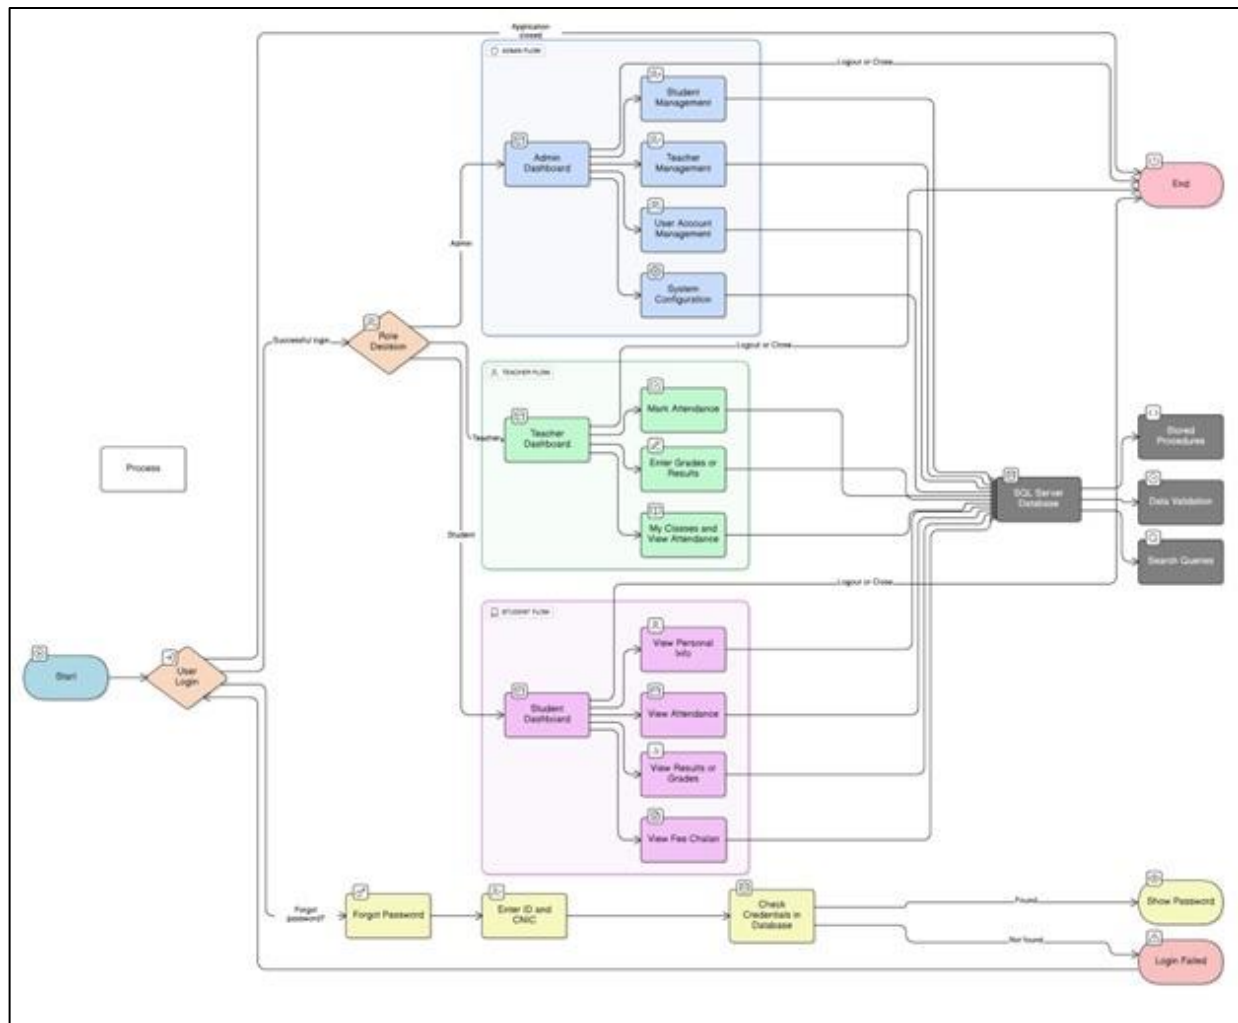 Application
closed
ADMIN FLOW
Logout or Close
Student
Management
Admin
Dashboard
Teacher
Management
End
User Account
Management
Admin
System
Configuration
Successful login
Role
Decision
Logout or Close
TEACHER FLOW
Mark Attendance
Teacher
Teacher
Dashboard
Enter Grades or
Results
Stored
Procedures
Process
SQL Server
Database
Data Validation
My Classes and
View Attendance
Student
Search Queries
Logout or Close
STUDENT FLOW
View Personal
Info
Start
User
Login
Student
Dashboard
View Attendance
View Results or
Grades
View Fee Chalan
Forgot
password?
Forgot Password
Enter ID and
CNIC
Check
Credentials in
Database
Found
Show Password
Not found
Login Failed